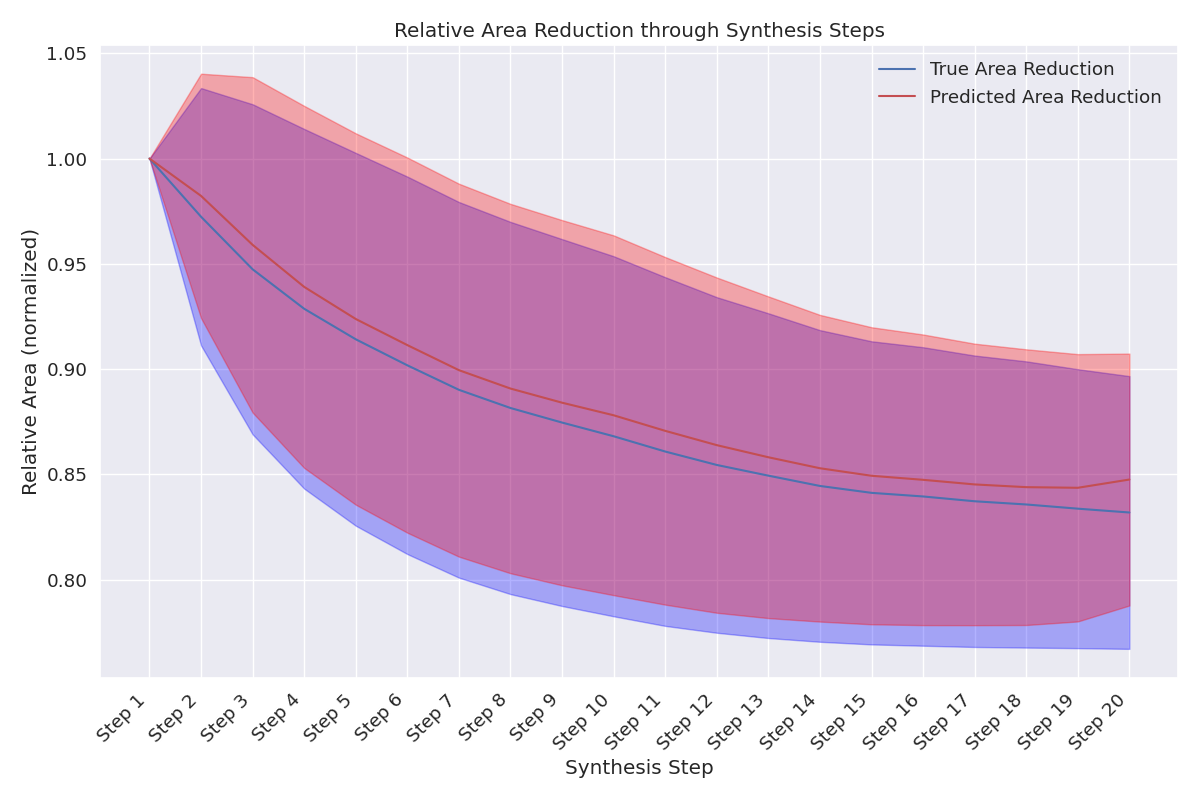 Relative Area Reduction through Synthesis Steps
True Area Reduction
Predicted Area Reduction
Relative Area (normalized)
1.05
1.00
0.95
0.90
0.85
0.80
Step 1
Step 2
Step 3
Step 4
Step 5
Step 6
Step 7
Step 8
Step 9
Step 10
Step 11
Step 12
Step 13
Step 14
Step 15
Step 16
Step 17
Step 18
Step 19
Step 20
Synthesis Step